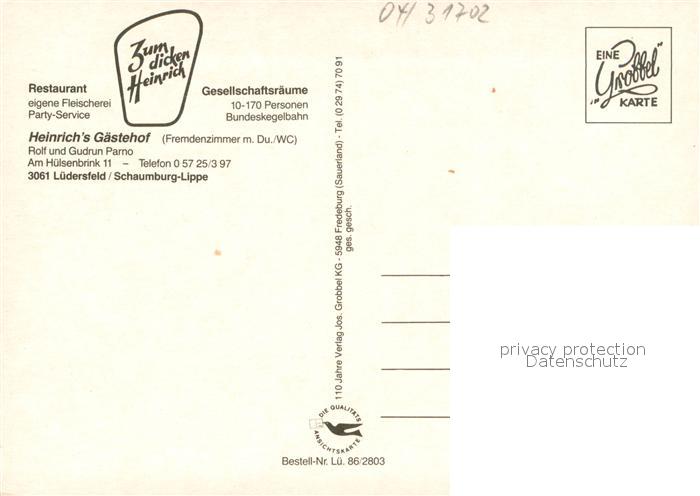 04/ 31702
Zum
dicken
Heinrich
Restaurant
eigene Fleischerei
Party-Service
Gesellschaftsräume
10-170 Personen
Bundeskegelbahn
Heinrich's Gästehof (Fremdenzimmer m. Du./WC)
Rolf und Gudrun Parno
Am Hülsenbrink 11 – Telefon 0 57 25/3 97
3061 Lüdersfeld / Schaumburg-Lippe
110 Jahre Verlag Jos. Grobbel KG - 5948 Fredeburg (Sauerland) - Tel. (0 29 74) 70 91
ges. gesch.
EINE
"Grobbel"
KARTE
DIE QUALITÄTS
ANSICHTSKARTE
Bestell-Nr. Lü. 86/2803
privacy protection
Datenschutz